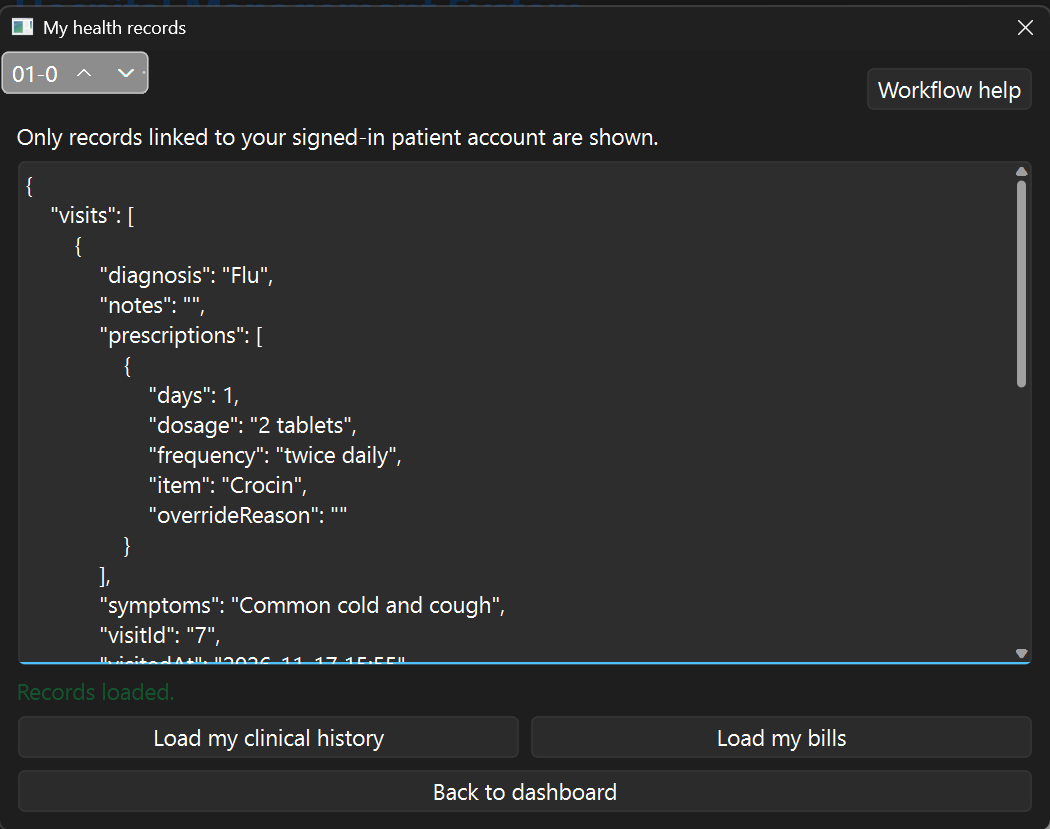 My health records
01-0
Workflow help
Only records linked to your signed-in patient account are shown.
{
"visits": [
{
"diagnosis": "Flu",
"notes": "",
"prescriptions": [
{
"days": 1,
"dosage": "2 tablets",
"frequency": "twice daily",
"item": "Crocin",
"overrideReason": ""
}
],
"symptoms": "Common cold and cough",
"visitId": "7",
Records loaded.
Load my clinical history
Load my bills
Back to dashboard